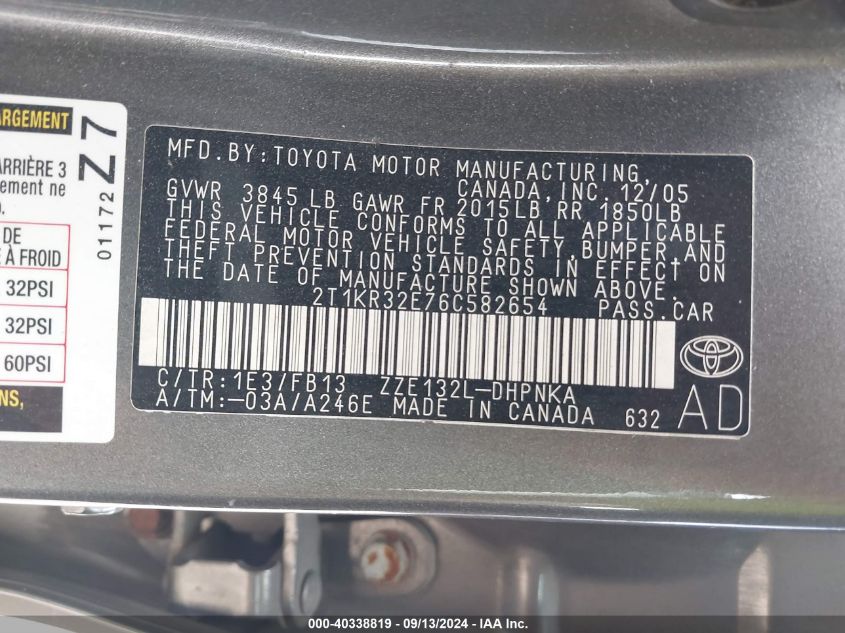 ARGEMENT
ARRIÈRE 3
gement ne
DE
À FROID
32PSI
32PSI
60PSI
NS,
Z7
01172
MFD.BY:TOYOTA MOTOR MANUFACTURING,
CANADA,INC. 12/05
GVWR 3845LB GAWR FR 2015LB RR 1850LB
THIS VEHICLE CONFORMS TO ALL APPLICABLE
FEDERAL MOTOR VEHICLE SAFETY,BUMPER,AND
THEFT PREVENTION STANDARDS IN EFFECT ON
THE DATE OF MANUFACTURE SHOWN ABOVE.
2T1KR32E76C582654 PASS.CAR
C/TR:1E3/FB13 ZZE132L-DHPNKA
A/TM:-03A/A246E MADE IN CANADA 632
AD
000-40338819 - 09/13/2024 - IAA Inc.